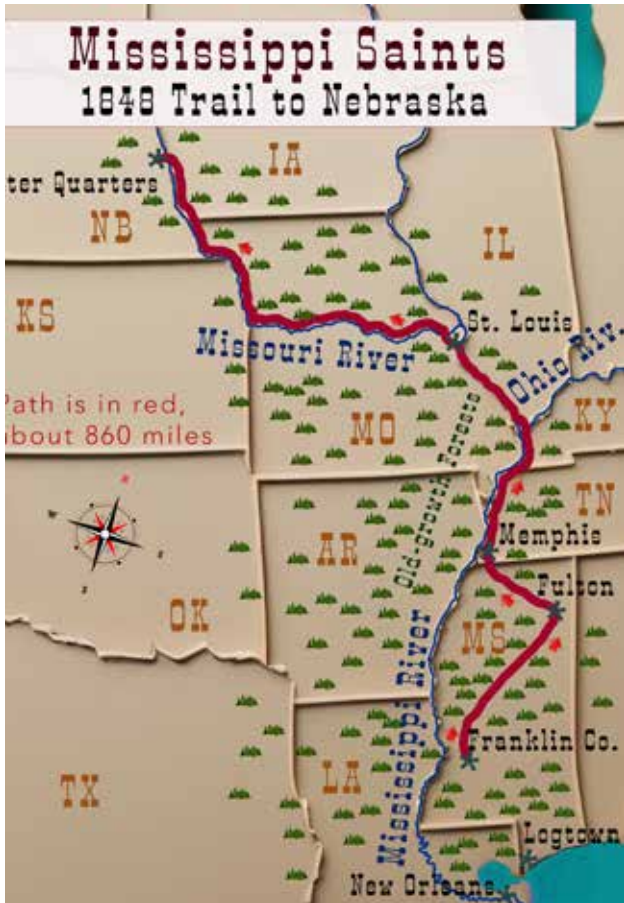 Mississippi Saints
1848 Trail to Nebraska
IA
ter Quarters
NB
IL
KS
St. Louis
Missouri River
Ohio Riv.
Path is in red,
about 860 miles
MO
KY
Old-growth Forests
TN
AR
Memphis
Fulton
OK
MS
Mississippi River
Franklin Co.
LA
TX
Logtown
New Orleans